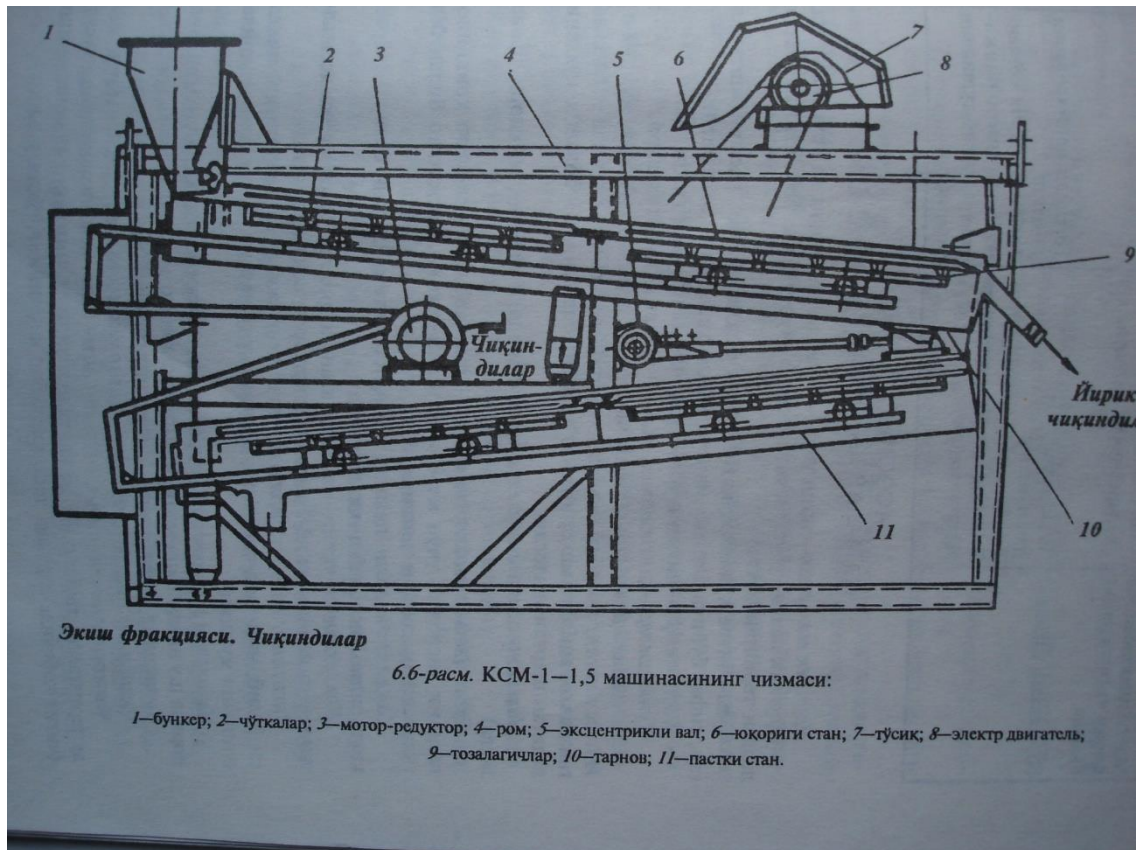 1
2
3
4
5
6
7
8
9
Чиқин-
дилар
Йирик
10
11
Экиш фракцияси. Чиқиндилар
6.6-расм. КСМ-1—1,5 машинасининг чизмаси:
1—бункер; 2—чўткалар; 3—мотор-редуктор; 4—ром; 5—эксцентрикли вал; 6—юқориги стан; 7—тўсиқ; 8—электр двигатель;
9—тозалагичлар; 10—тарнов; 11—пастки стан.